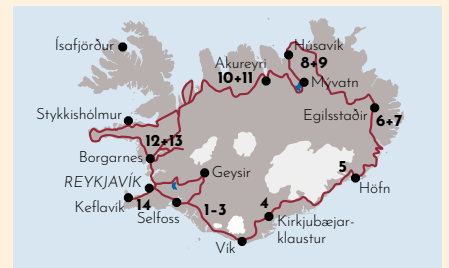 Ísafjörður
Húsavík
Akureyri
8+9
10+11
Mývatn
Stykkishólmur
Egilsstaðir
6+7
12+13
Borgarnes
REYKJAVÍK
Geysir
5
Höfn
Keflavík
14
Selfoss
1-3
4
Kirkjubæjar-
klaustur
Vík